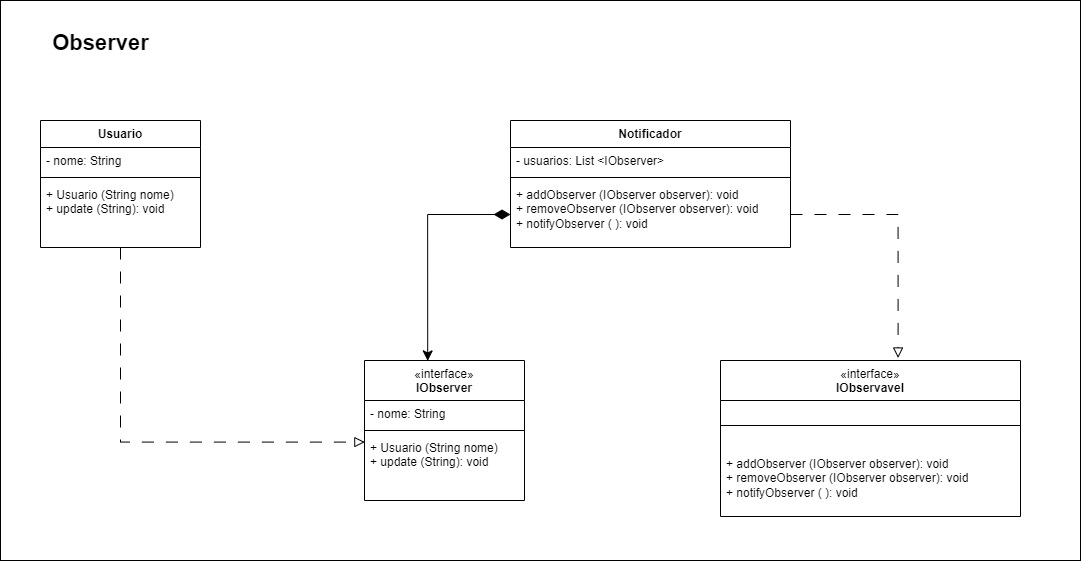 Observer
Usuario
- nome: String
+ Usuario (String nome)
+ update (String): void
Notificador
- usuarios: List <IObserver>
+ addObserver (IObserver observer): void
+ removeObserver (IObserver observer): void
+ notifyObserver ( ): void
«interface»
IObserver
- nome: String
+ Usuario (String nome)
+ update (String): void
«interface»
IObservavel
+ addObserver (IObserver observer): void
+ removeObserver (IObserver observer): void
+ notifyObserver ( ): void